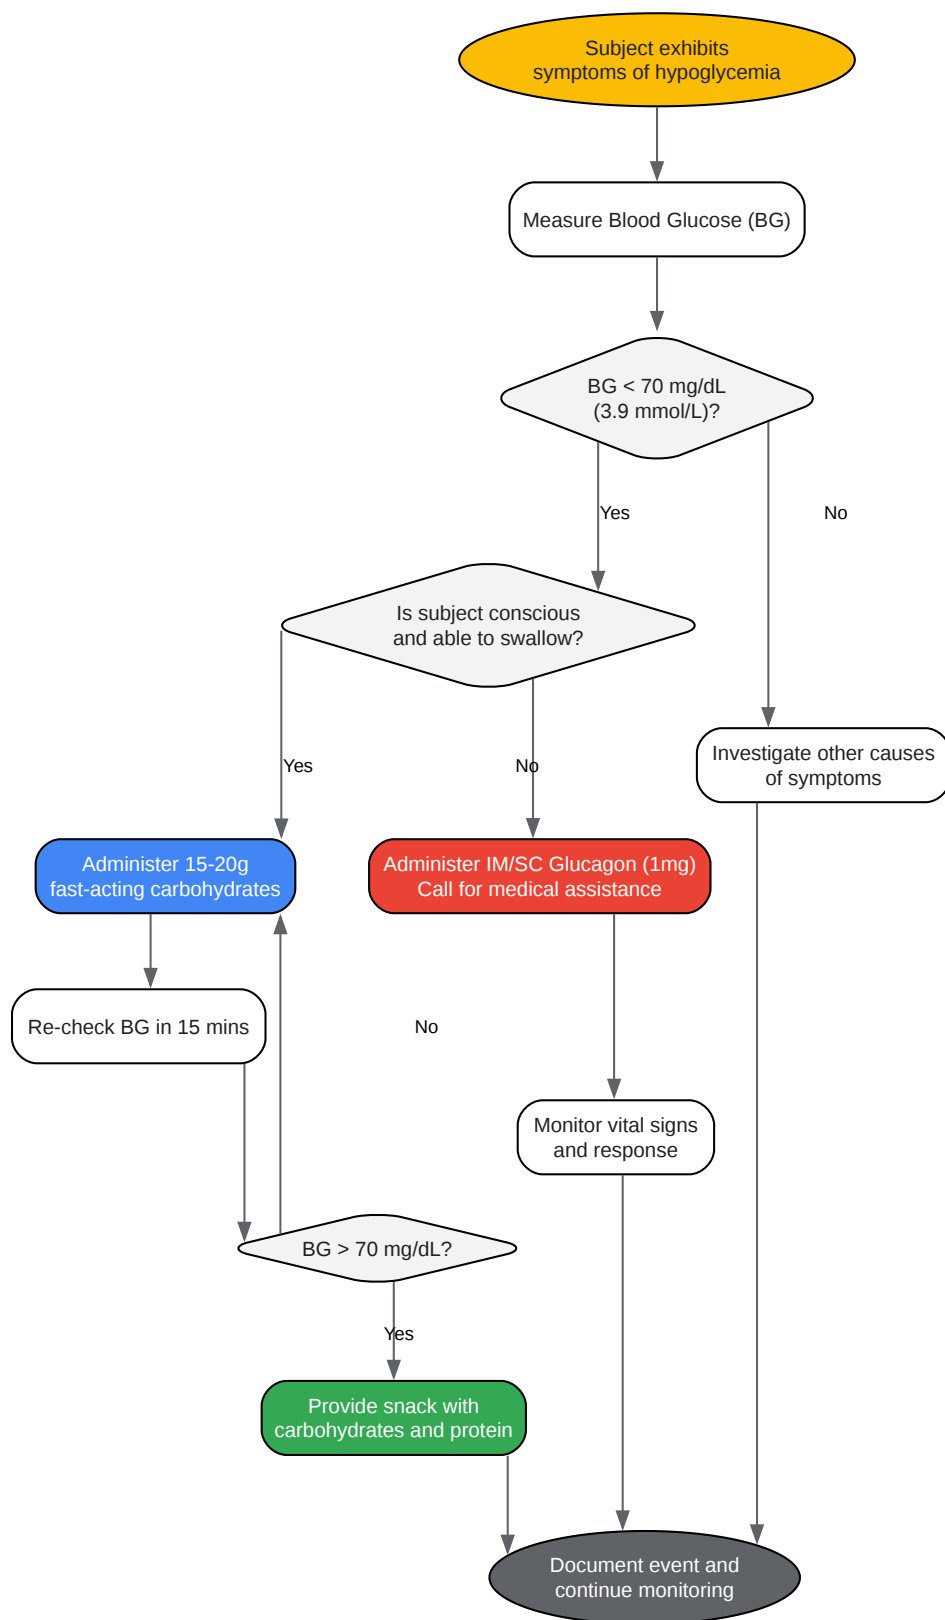 Subject exhibits
symptoms of hypoglycemia
Measure Blood Glucose (BG)
BG < 70 mg/dL
(3.9 mmol/L)?
Yes
No
Is subject conscious
and able to swallow?
Investigate other causes
of symptoms
Yes
No
Administer 15-20g
fast-acting carbohydrates
Administer IM/SC Glucagon (1mg)
Call for medical assistance
Re-check BG in 15 mins
No
Monitor vital signs
and response
BG > 70 mg/dL?
Yes
Provide snack with
carbohydrates and protein
Document event and
continue monitoring